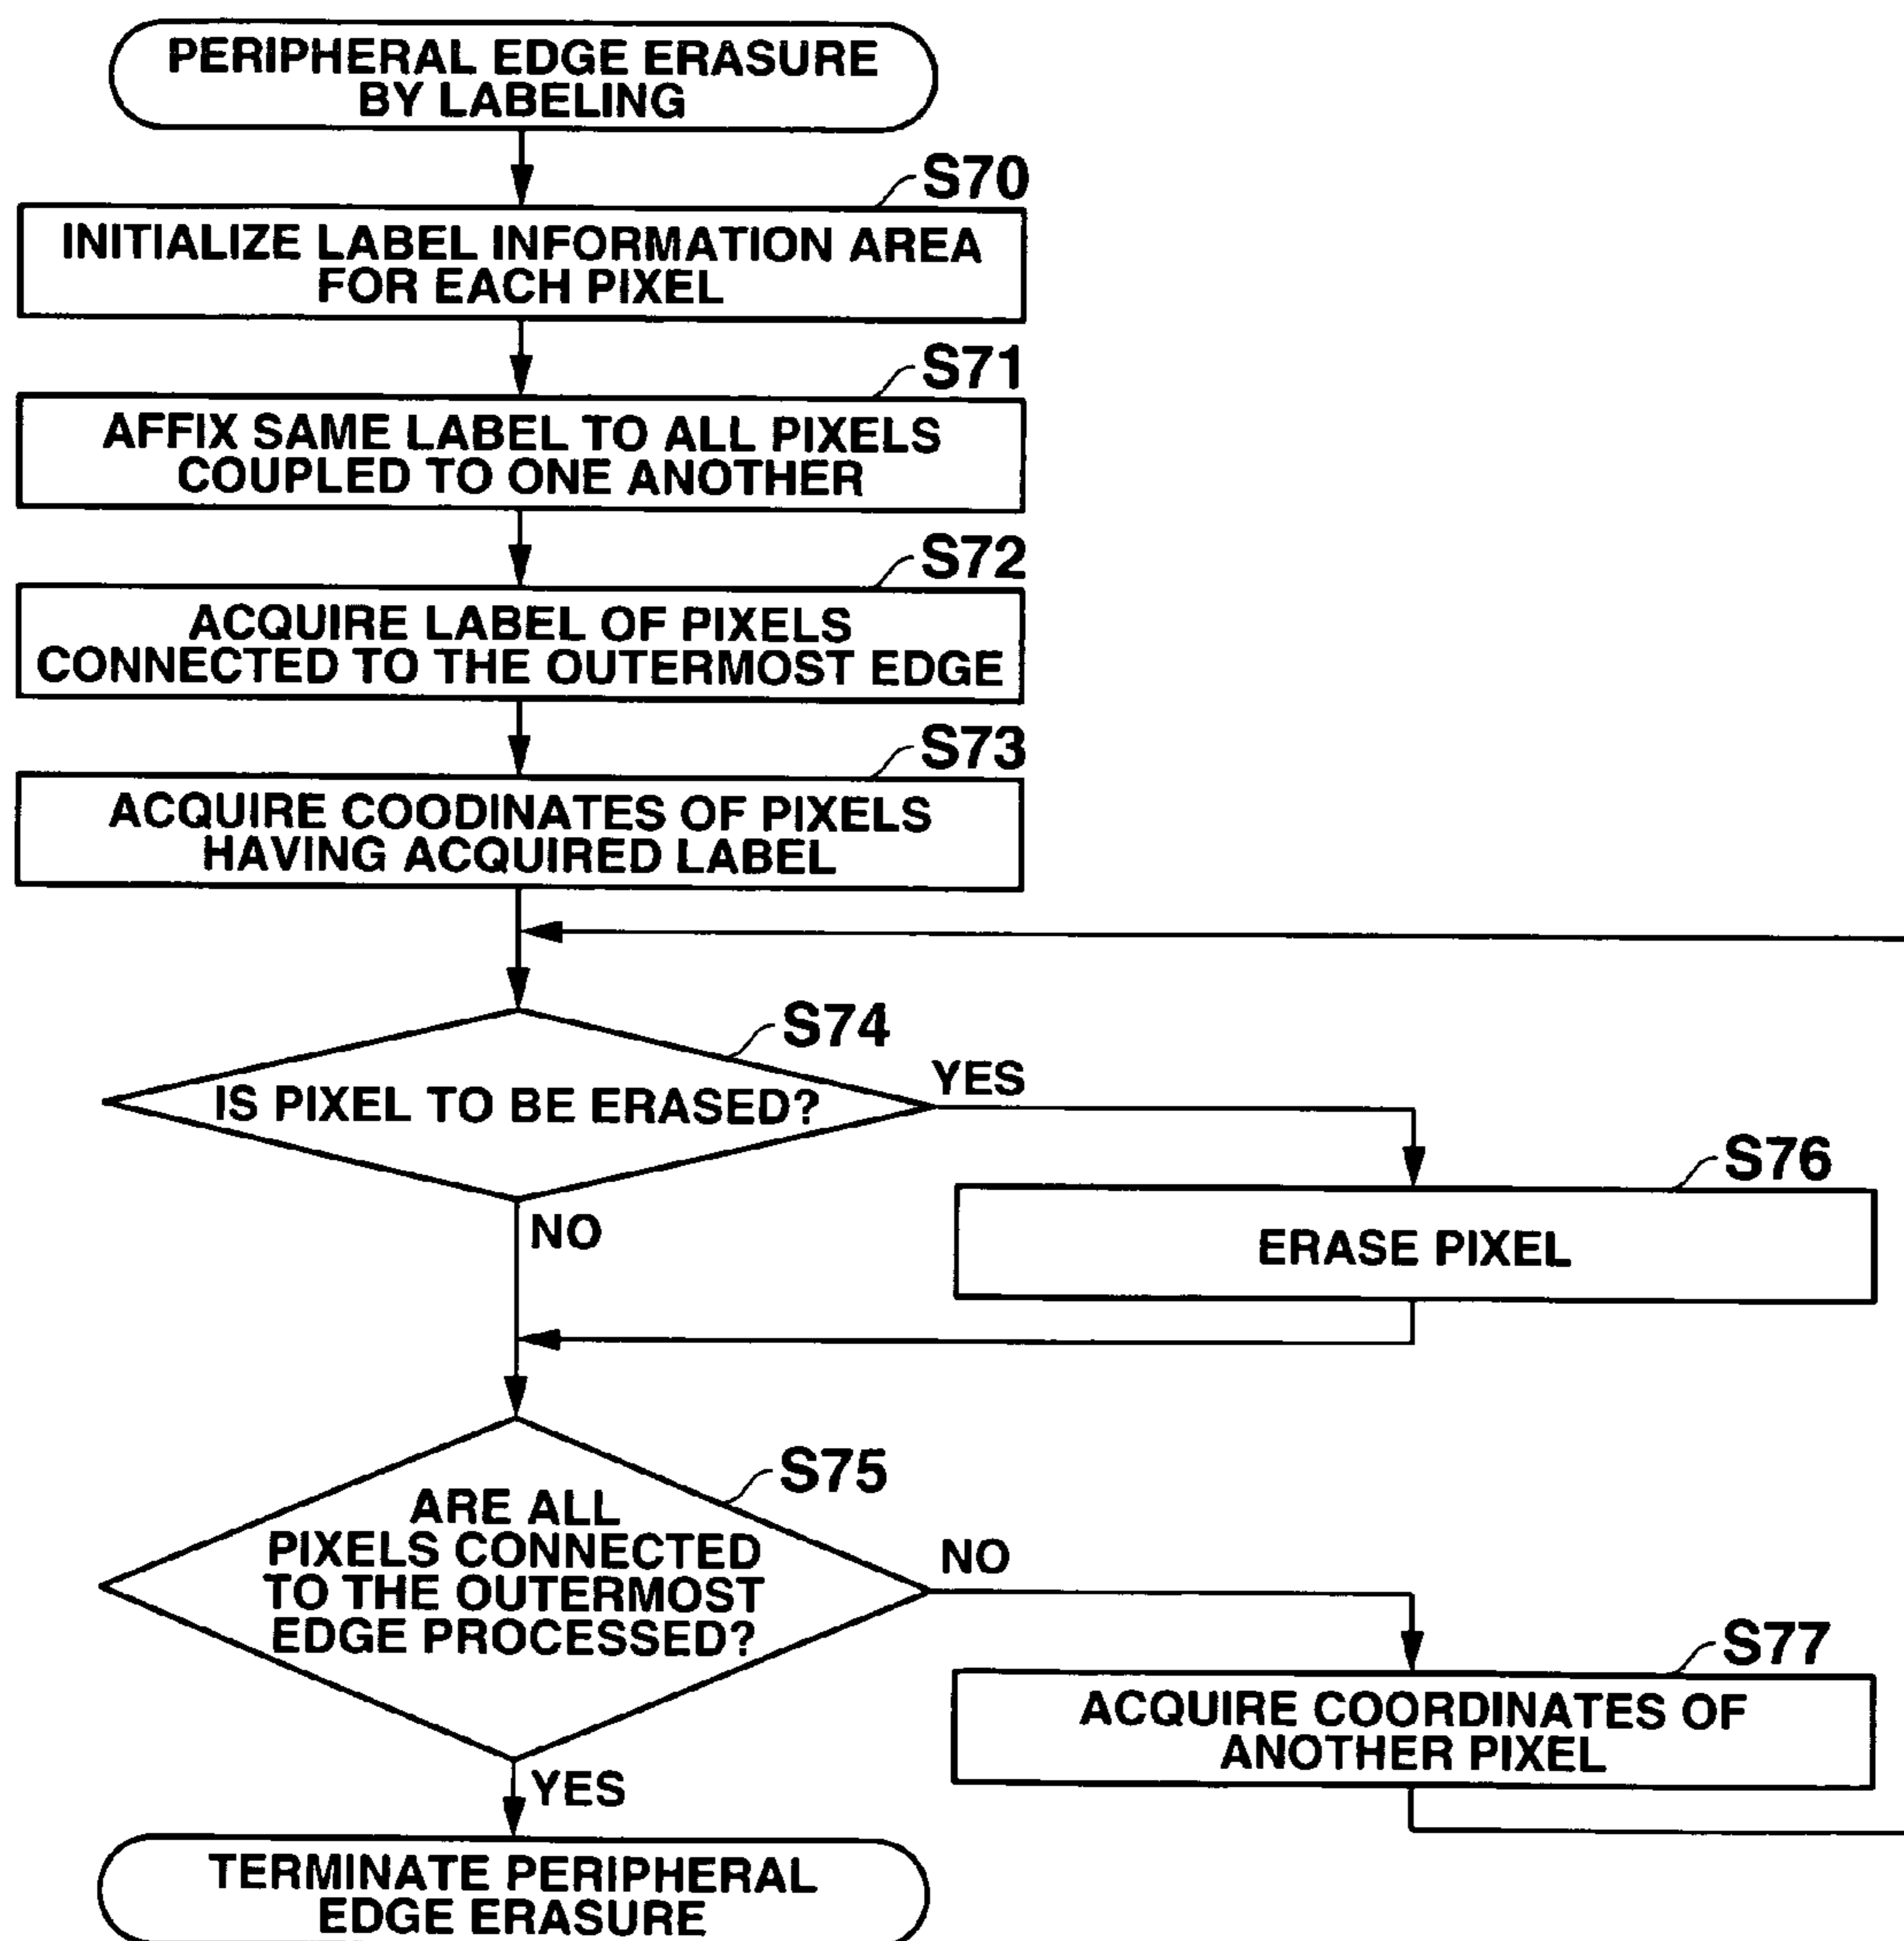 PERIPHERAL EDGE ERASURE
BY LABELING
S70
INITIALIZE LABEL INFORMATION AREA
FOR EACH PIXEL
S71
AFFIX SAME LABEL TO ALL PIXELS
COUPLED TO ONE ANOTHER
S72
ACQUIRE LABEL OF PIXELS
CONNECTED TO THE OUTERMOST EDGE
S73
ACQUIRE COODINATES OF PIXELS
HAVING ACQUIRED LABEL
S74
IS PIXEL TO BE ERASED?
YES
NO
S76
ERASE PIXEL
S75
ARE ALL
PIXELS CONNECTED
TO THE OUTERMOST
EDGE PROCESSED?
NO
YES
S77
ACQUIRE COORDINATES OF
ANOTHER PIXEL
TERMINATE PERIPHERAL
EDGE ERASURE